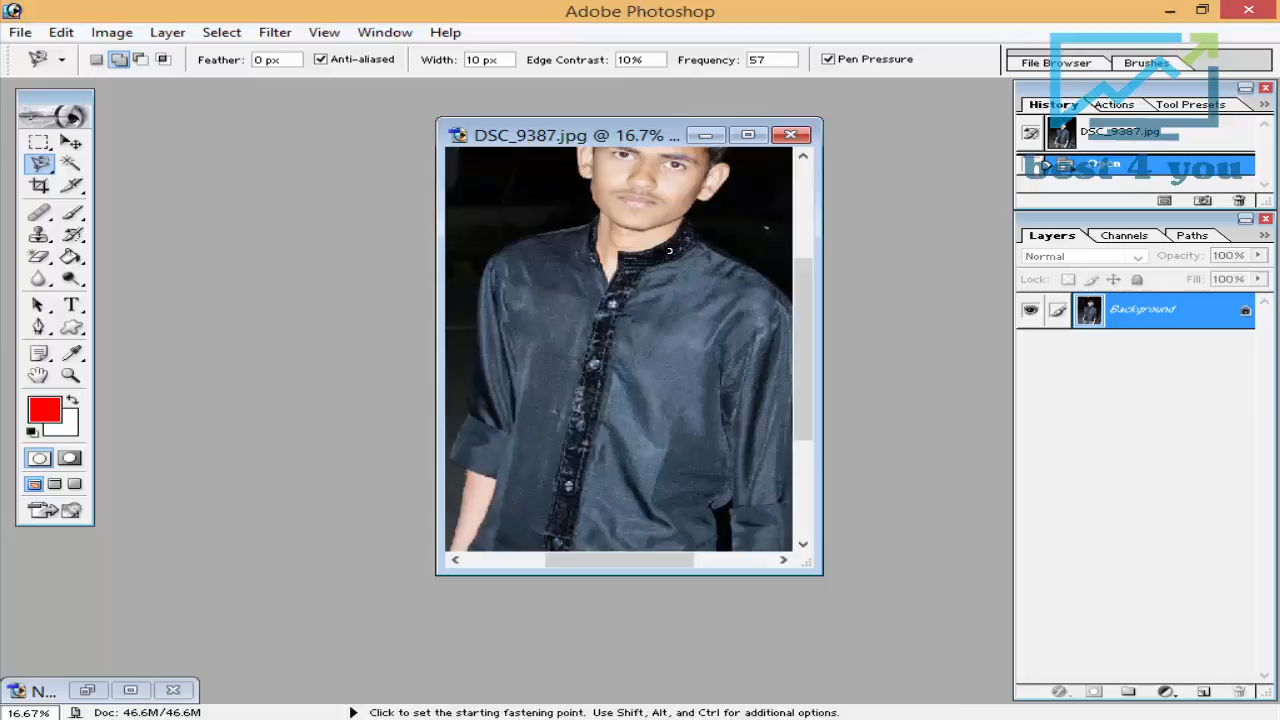 Adobe Photoshop
File Edit Image Layer Select Filter View Window Help
Feather: 0 px Anti-aliased Width: 10 px Edge Contrast: 10% Frequency: 57 Pen Pressure
File Browser Brushes
History Actions Tool Presets
DSC_9387.jpg
Open
best 4 you
DSC_9387.jpg @ 16.7% ...
Layers Channels Paths
Normal Opacity: 100%
Lock: Fill: 100%
Background
N...
16.67% Doc: 46.6M/46.6M Click to set the starting fastening point. Use Shift, Alt, and Ctrl for additional options.